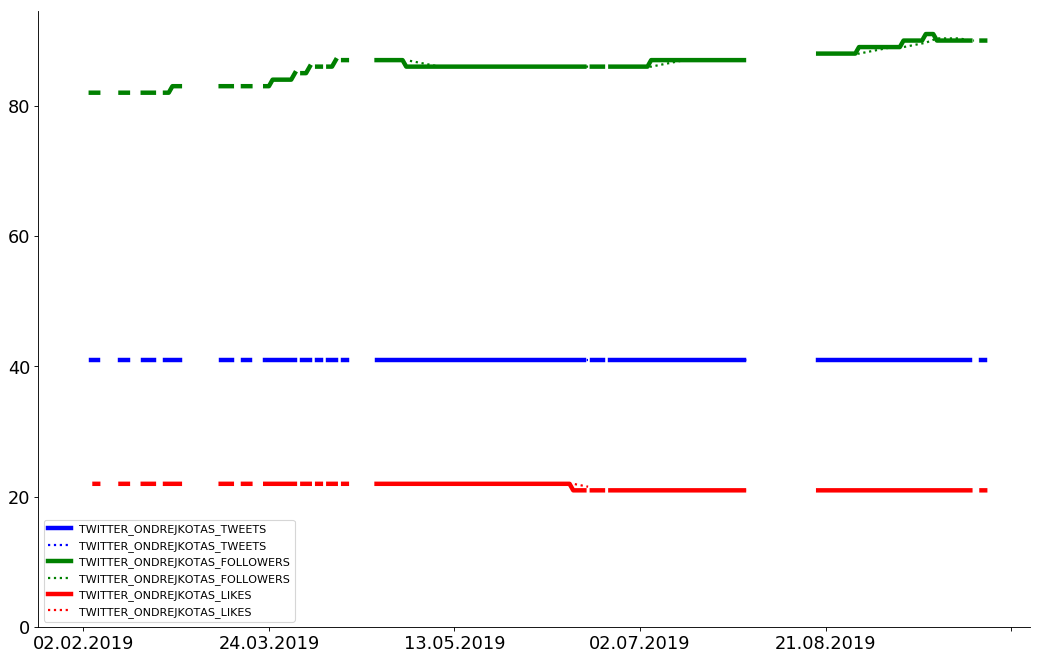 80
60
40
20
0
TWITTER_ONDREJKOTAS_TWEETS
TWITTER_ONDREJKOTAS_TWEETS
TWITTER_ONDREJKOTAS_FOLLOWERS
TWITTER_ONDREJKOTAS_FOLLOWERS
TWITTER_ONDREJKOTAS_LIKES
TWITTER_ONDREJKOTAS_LIKES
02.02.2019 24.03.2019 13.05.2019 02.07.2019 21.08.2019